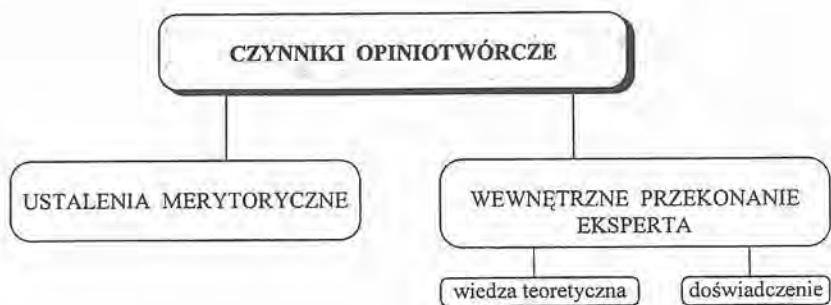 CZYNNIKI OPINIOTWÓRCZE
USTALENIA MERYTORYCZNE
WEWNĘTRZNE PRZEKONANIE
EKSPERTA
wiedza teoretyczna
doświadczenie